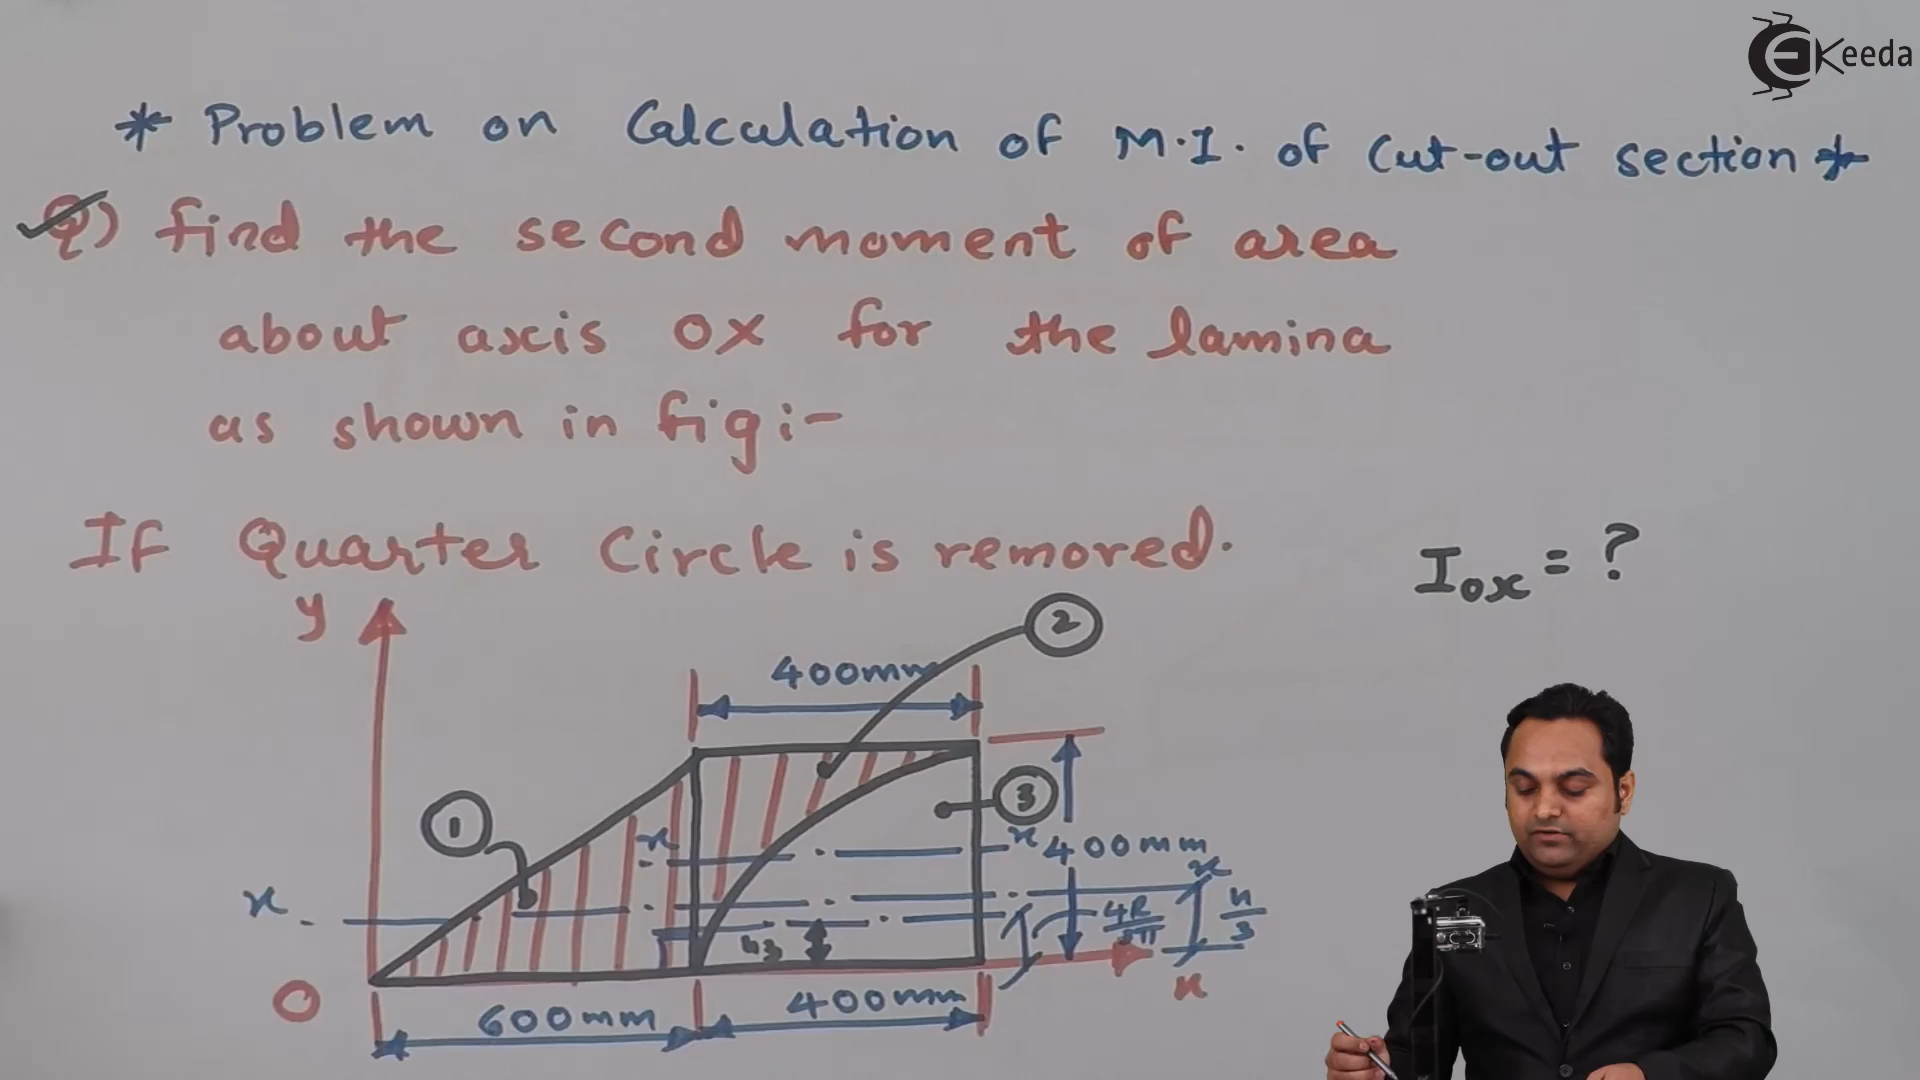 EKeeda
* Problem on Calculation of M.I. of Cut-out section *
Q) find the second moment of area
about axis OX for the lamina
as shown in fig:-
If Quarter Circle is removed.
Iox = ?
y
2
400mm
1
3
x
x
400mm
x
x
4R
3π
h
3
h3
O
x
600mm
400mm